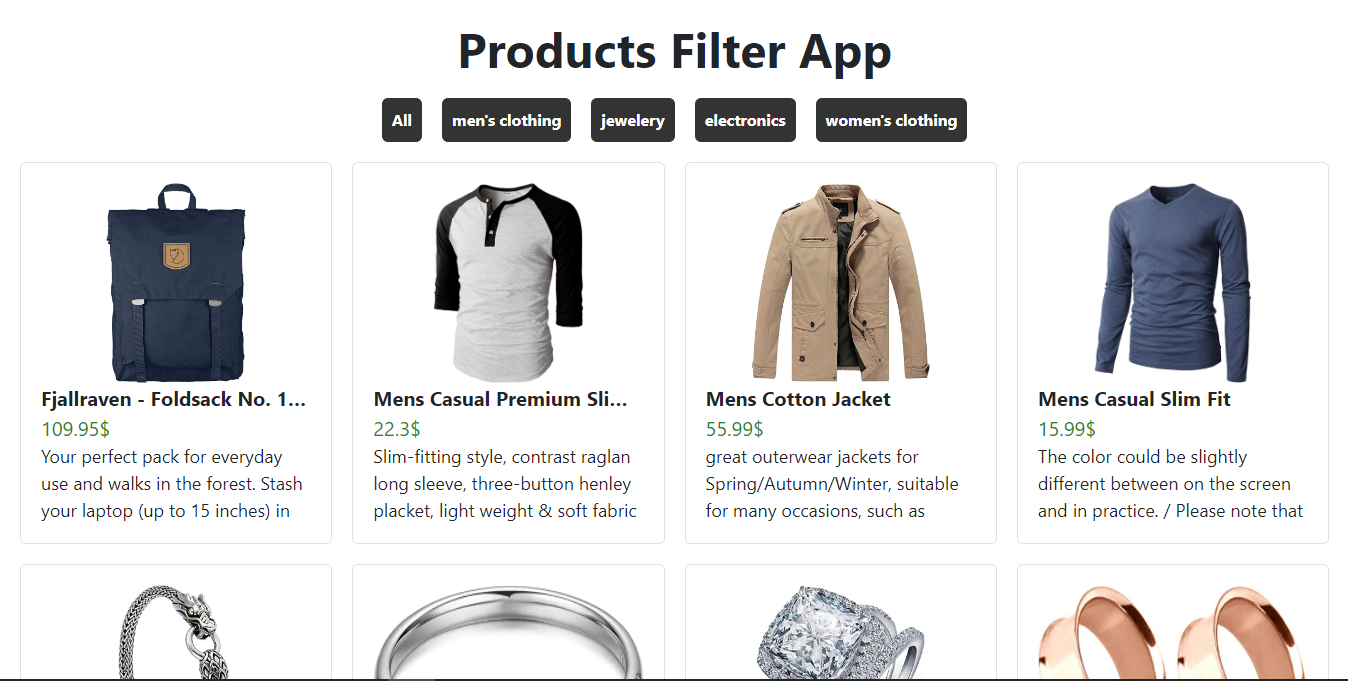 Products Filter App
All men's clothing jewelery electronics women's clothing
Fjallraven - Foldsack No. 1...
109.95$
Your perfect pack for everyday
use and walks in the forest. Stash
your laptop (up to 15 inches) in
Mens Casual Premium Sli...
22.3$
Slim-fitting style, contrast raglan
long sleeve, three-button henley
placket, light weight & soft fabric
Mens Cotton Jacket
55.99$
great outerwear jackets for
Spring/Autumn/Winter, suitable
for many occasions, such as
Mens Casual Slim Fit
15.99$
The color could be slightly
different between on the screen
and in practice. / Please note that